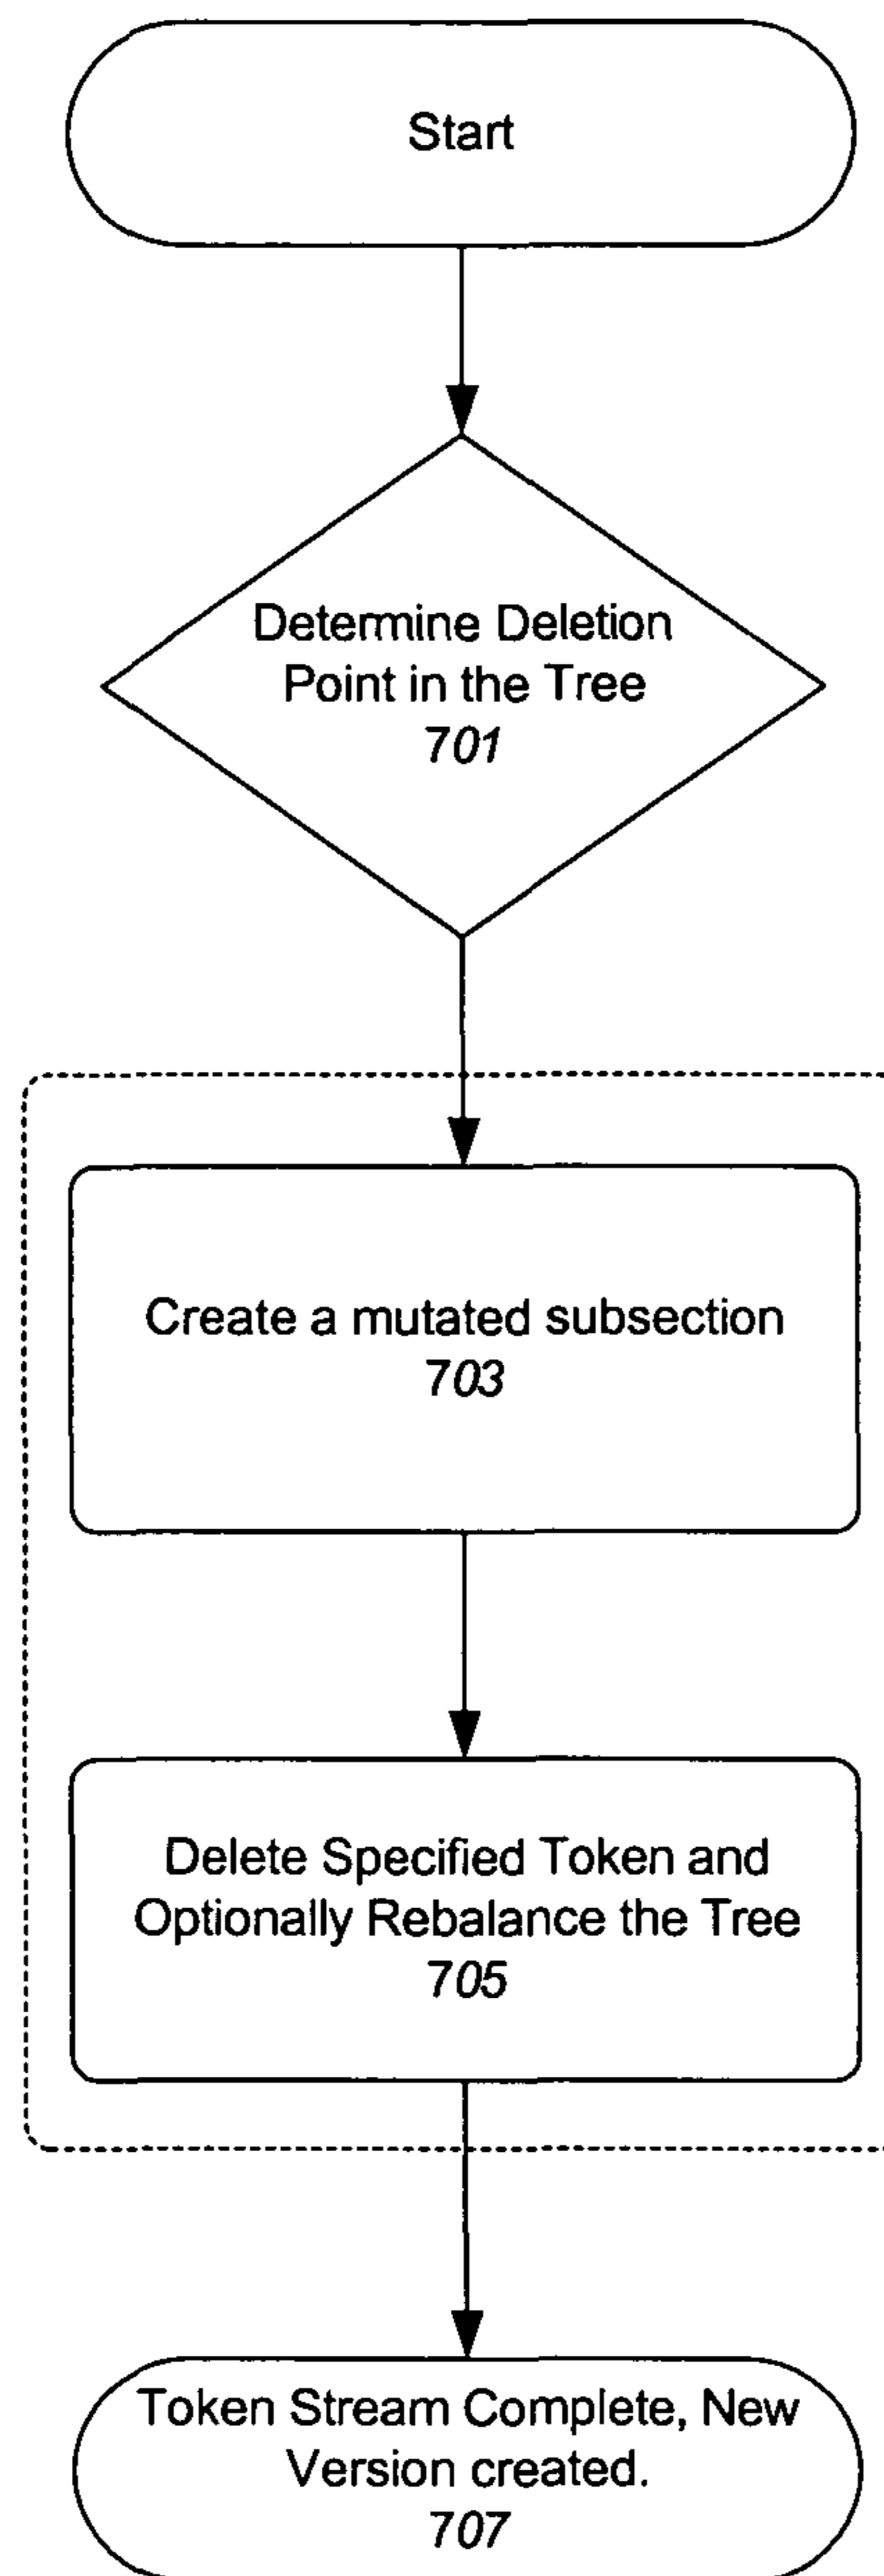 Start
Determine Deletion
Point in the Tree
701
Create a mutated subsection
703
Delete Specified Token and
Optionally Rebalance the Tree
705
Token Stream Complete, New
Version created.
707